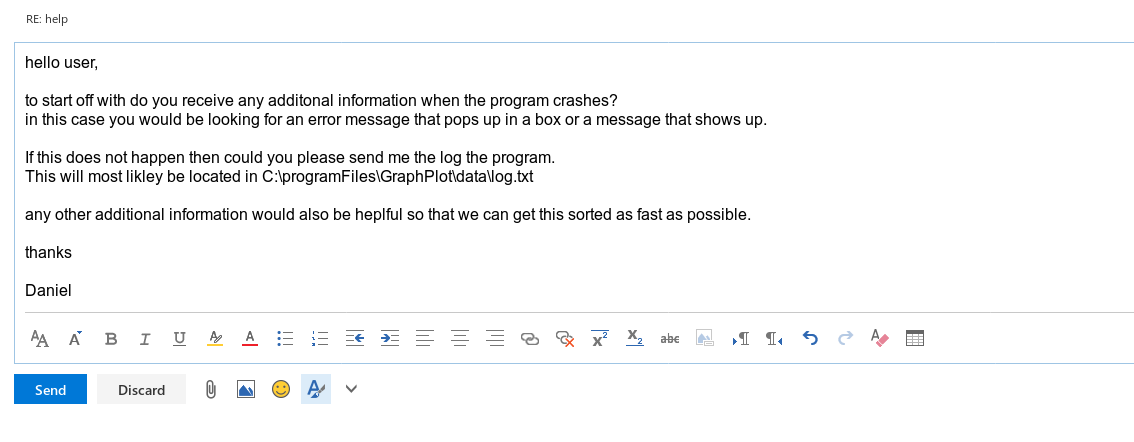 RE: help
hello user,
to start off with do you receive any additonal information when the program crashes?
in this case you would be looking for an error message that pops up in a box or a message that shows up.
If this does not happen then could you please send me the log the program.
This will most likley be located in C:\programFiles\GraphPlot\data\log.txt
any other additional information would also be heplful so that we can get this sorted as fast as possible.
thanks
Daniel
AA A B I U A A x² X₂ abc ¶ ¶ A
Send Discard A